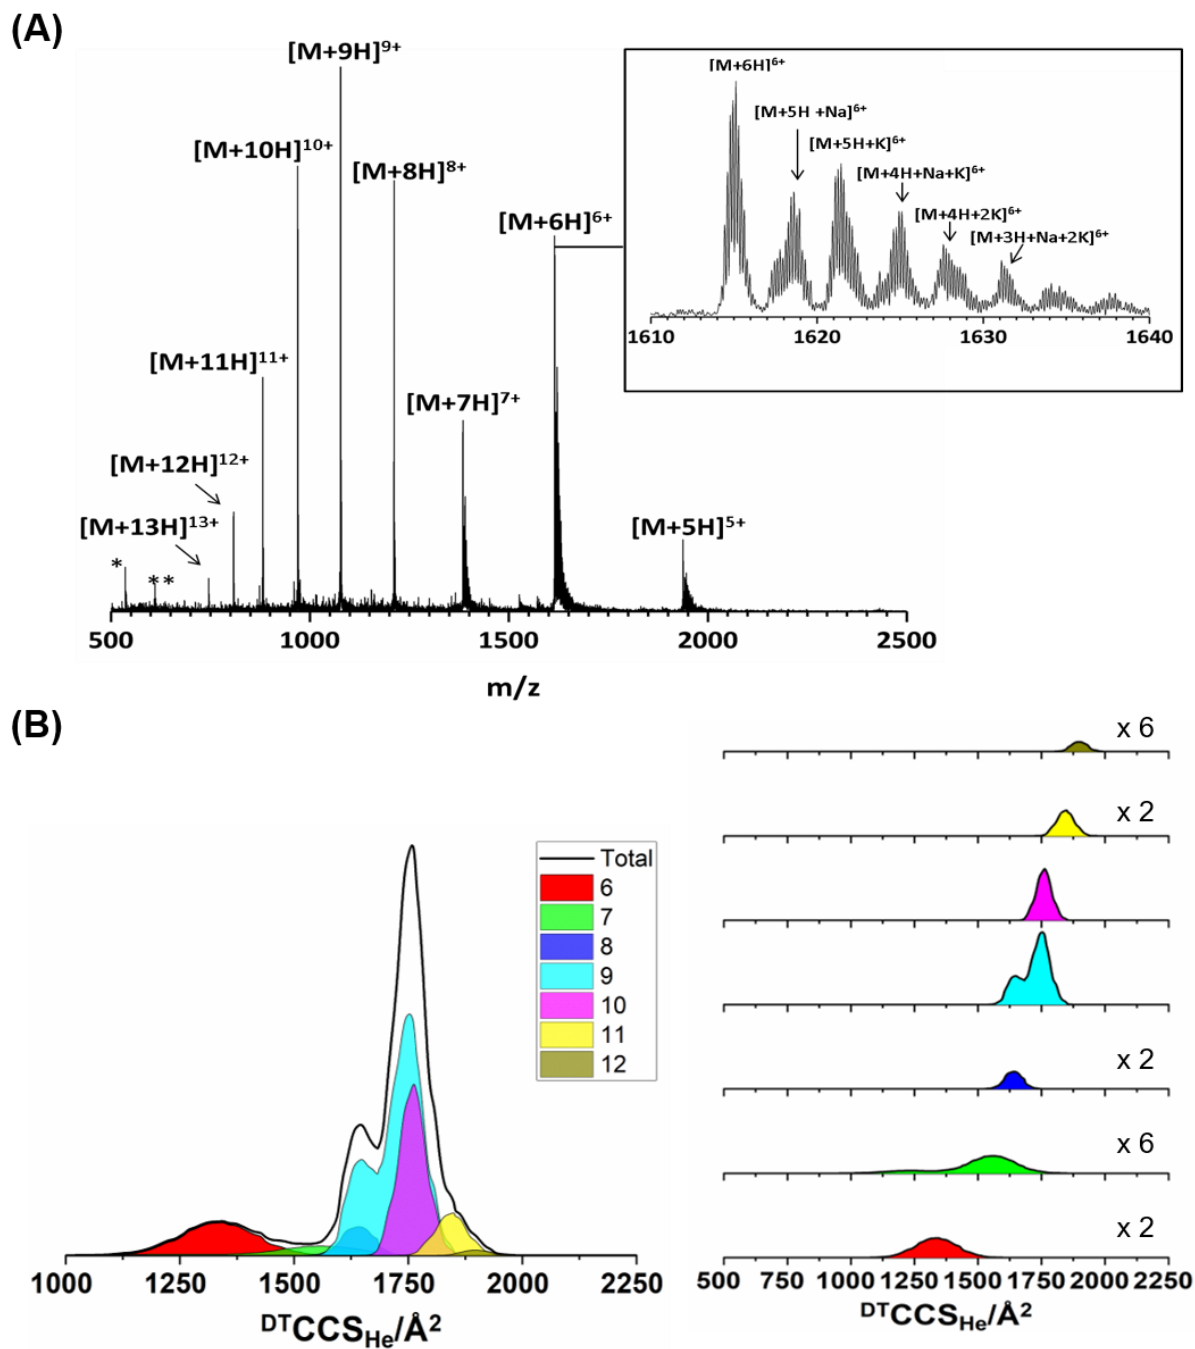 (A)
[M+9H]⁹⁺
[M+10H]¹⁰⁺
[M+8H]⁸⁺
[M+6H]⁶⁺
[M+11H]¹¹⁺
[M+7H]⁷⁺
[M+12H]¹²⁺
[M+13H]¹³⁺
[M+5H]⁵⁺
*
**
500 1000 1500 2000 2500
m/z
[M+6H]⁶⁺
[M+5H +Na]⁶⁺
[M+5H+K]⁶⁺
[M+4H+Na+K]⁶⁺
[M+4H+2K]⁶⁺
[M+3H+Na+2K]⁶⁺
1610 1620 1630 1640
(B)
Total
6
7
8
9
10
11
12
1000 1250 1500 1750 2000 2250
ᴰᵀCCS_He/Å²
x 6
x 2
x 2
x 6
x 2
500 750 1000 1250 1500 1750 2000 2250
ᴰᵀCCS_He/Å²